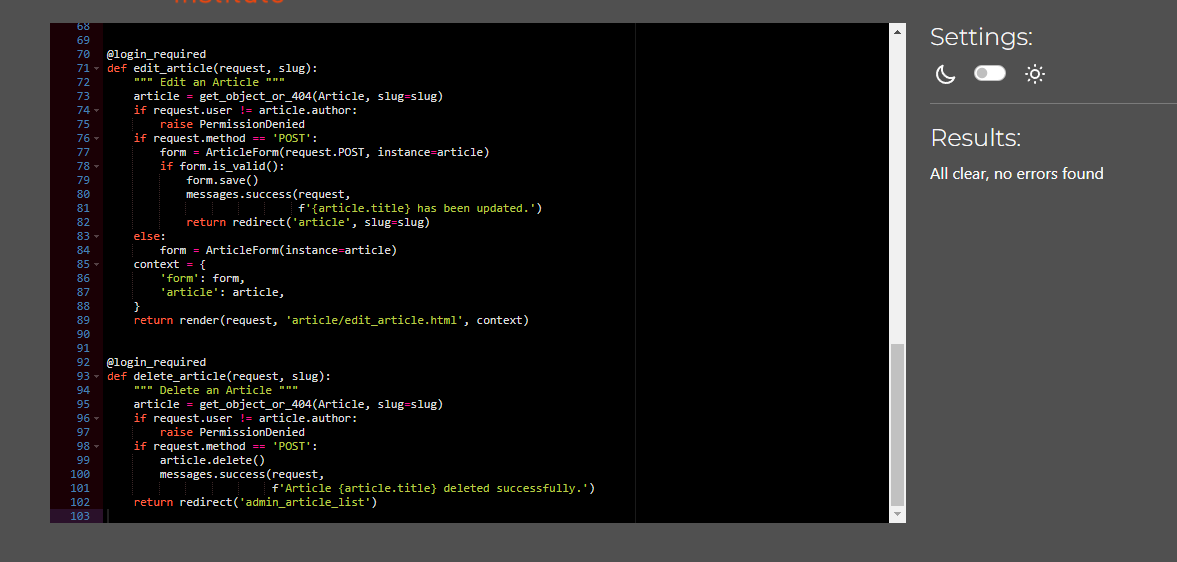 Institute
68
69
70 @login_required
71 def edit_article(request, slug):
72 """ Edit an Article """
73 article = get_object_or_404(Article, slug=slug)
74 if request.user != article.author:
75 raise PermissionDenied
76 if request.method == 'POST':
77 form = ArticleForm(request.POST, instance=article)
78 if form.is_valid():
79 form.save()
80 messages.success(request,
81 f'{article.title} has been updated.')
82 return redirect('article', slug=slug)
83 else:
84 form = ArticleForm(instance=article)
85 context = {
86 'form': form,
87 'article': article,
88 }
89 return render(request, 'article/edit_article.html', context)
90
91
92 @login_required
93 def delete_article(request, slug):
94 """ Delete an Article """
95 article = get_object_or_404(Article, slug=slug)
96 if request.user != article.author:
97 raise PermissionDenied
98 if request.method == 'POST':
99 article.delete()
100 messages.success(request,
101 f'Article {article.title} deleted successfully.')
102 return redirect('admin_article_list')
103
Settings:
Results:
All clear, no errors found